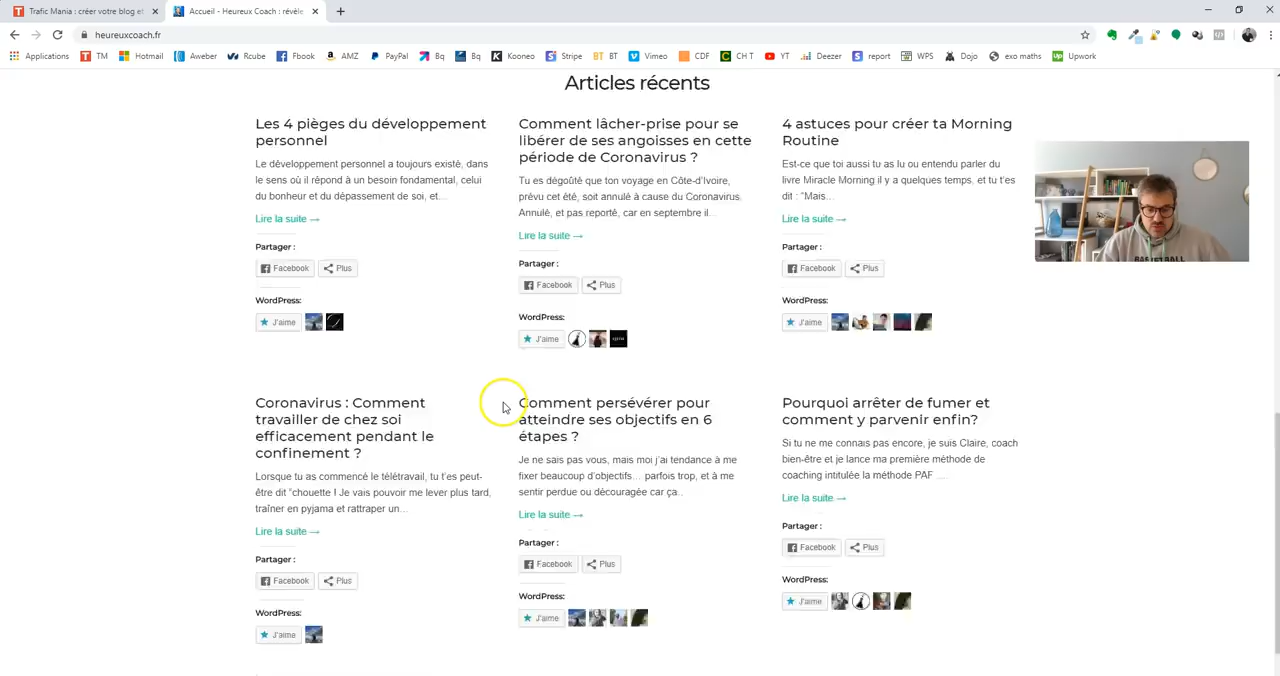 Trafic Mania : créer votre blog et
Accueil - Heureux Coach : révèle
heureuxcoach.fr
Applications TM Hotmail Aweber Rcube Fbook AMZ PayPal Bq Bq Kooneo Stripe BT BT Vimeo CDF CH T YT Deezer report WPS Dojo exo maths Upwork
Articles récents
Les 4 pièges du développement
personnel
Le développement personnel a toujours existé, dans
le sens où il répond à un besoin fondamental, celui
du bonheur et du dépassement de soi, et...
Lire la suite →
Partager :
Facebook Plus
WordPress:
J'aime
Comment lâcher-prise pour se
libérer de ses angoisses en cette
période de Coronavirus ?
Tu es dégoûté que ton voyage en Côte-d'Ivoire,
prévu cet été, soit annulé à cause du Coronavirus.
Annulé, et pas reporté, car en septembre il...
Lire la suite →
Partager :
Facebook Plus
WordPress:
J'aime
4 astuces pour créer ta Morning
Routine
Est-ce que toi aussi tu as lu ou entendu parler du
livre Miracle Morning il y a quelques temps, et tu t'es
dit : "Mais...
Lire la suite →
Partager :
Facebook Plus
WordPress:
J'aime
BASKETBALL
Coronavirus : Comment
travailler de chez soi
efficacement pendant le
confinement ?
Lorsque tu as commencé le télétravail, tu t'es peut-
être dit "chouette ! Je vais pouvoir me lever plus tard,
traîner en pyjama et rattraper un...
Lire la suite →
Partager :
Facebook Plus
WordPress:
J'aime
Comment persévérer pour
atteindre ses objectifs en 6
étapes ?
Je ne sais pas vous, mais moi j'ai tendance à me
fixer beaucoup d'objectifs... parfois trop, et à me
sentir perdue ou découragée car ça...
Lire la suite →
Partager :
Facebook Plus
WordPress:
J'aime
Pourquoi arrêter de fumer et
comment y parvenir enfin?
Si tu ne me connais pas encore, je suis Claire, coach
bien-être et je lance ma première méthode de
coaching intitulée la méthode PAF ...
Lire la suite →
Partager :
Facebook Plus
WordPress:
J'aime